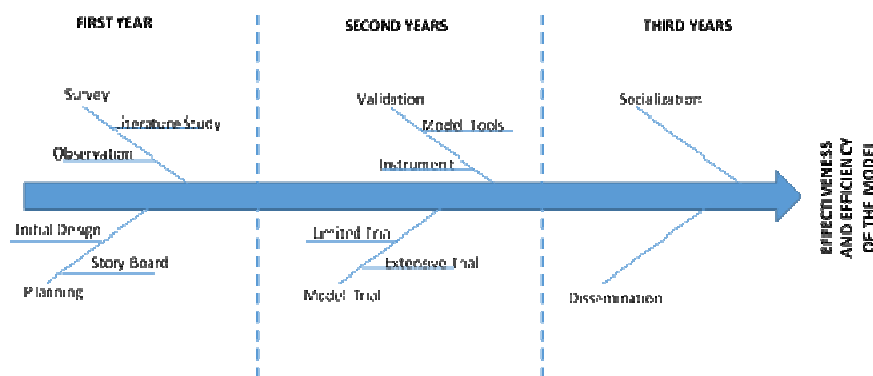 FIRST YEAR
SECOND YEARS
THIRD YEARS
Survey
Literature Study
Observation
Validation
Model Tools
Instrument
Socialization
Initial Design
Story Board
Planning
Limited Trial
Extensive Trial
Model Trial
Dissemination
EFFECTIVENESS
AND EFFICIENCY
OF THE MODEL